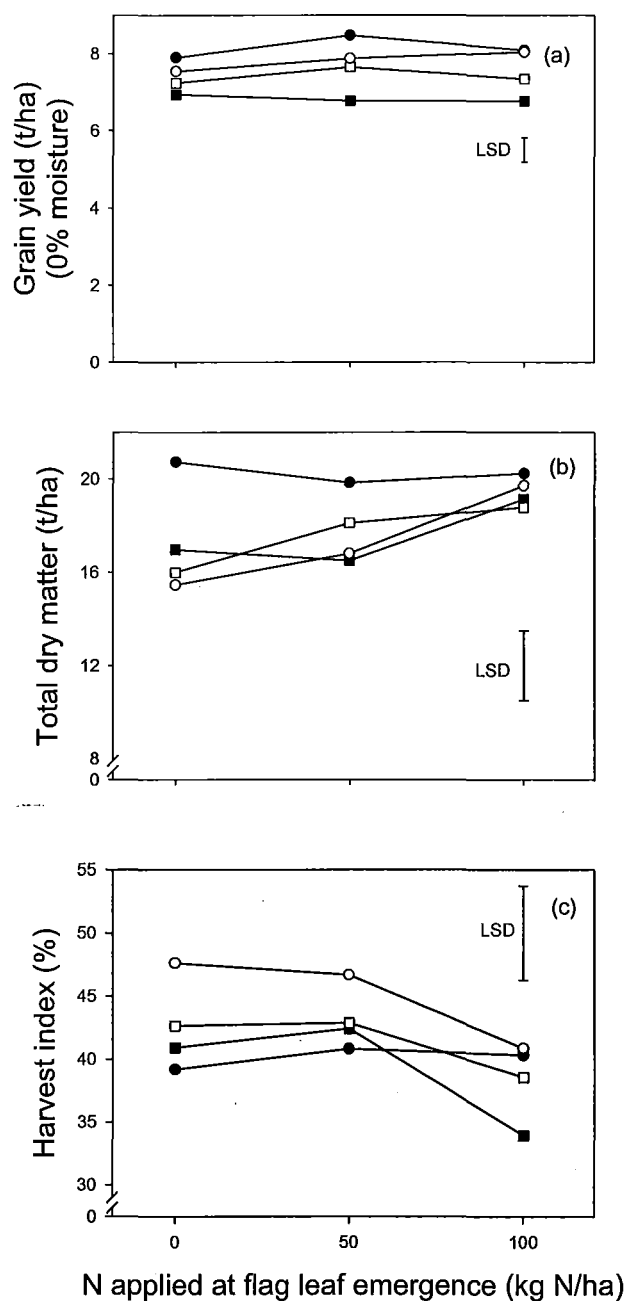 (a)
Grain yield (t/ha)
(0% moisture)
8
6
4
2
0
LSD
(b)
Total dry matter (t/ha)
20
16
12
8
0
LSD
(c)
Harvest index (%)
55
50
45
40
35
30
0
LSD
0
50
100
N applied at flag leaf emergence (kg N/ha)